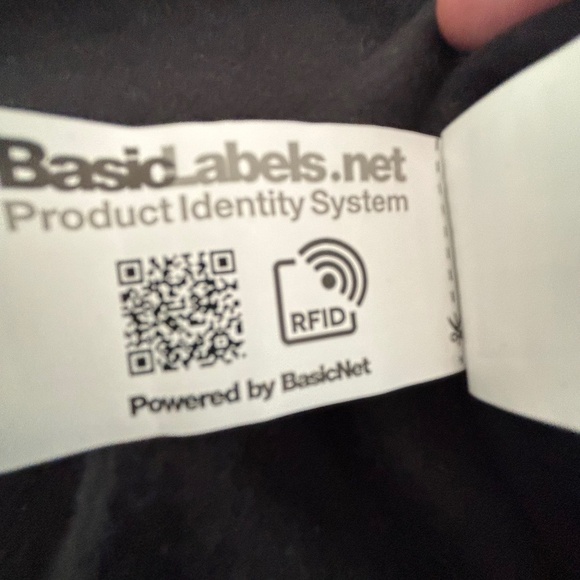 BasicLabels.net
Product Identity System
RFID
Powered by BasicNet